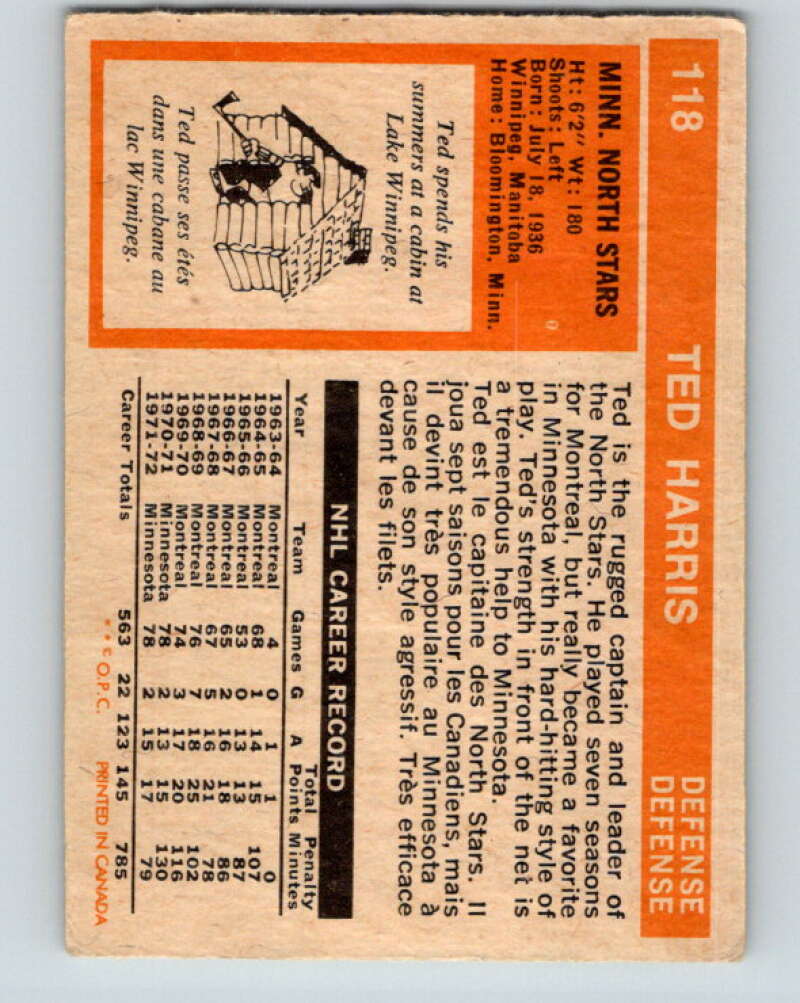 118 TED HARRIS DEFENSE
DEFENSE
MINN. NORTH STARS
Ht: 6'2" Wt: 180
Shoots: Left
Born: July 18, 1936
Winnipeg, Manitoba
Home: Bloomington, Minn.
Ted spends his
summers at a cabin at
Lake Winnipeg.
Ted passe ses étés
dans une cabane au
lac Winnipeg.
Ted is the rugged captain and leader of
the North Stars. He played seven seasons
for Montreal, but really became a favorite
in Minnesota with his hard-hitting style of
play. Ted's strength in front of the net is
a tremendous help to Minnesota.
Ted est le capitaine des North Stars. Il
joua sept saisons pour les Canadiens, mais
il devint très populaire au Minnesota à
cause de son style agressif. Très efficace
devant les filets.
NHL CAREER RECORD
Total Penalty
Year Team Games G A Points Minutes
1963-64 Montreal 4 0 1 1 0
1964-65 Montreal 68 1 14 15 107
1965-66 Montreal 53 0 13 13 87
1966-67 Montreal 65 2 16 18 86
1967-68 Montreal 67 5 16 21 78
1968-69 Montreal 76 7 18 25 102
1969-70 Montreal 74 3 17 20 116
1970-71 Minnesota 78 2 13 15 130
1971-72 Minnesota 78 2 15 17 79
Career Totals 563 22 123 145 785
* * © O.P.C. PRINTED IN CANADA